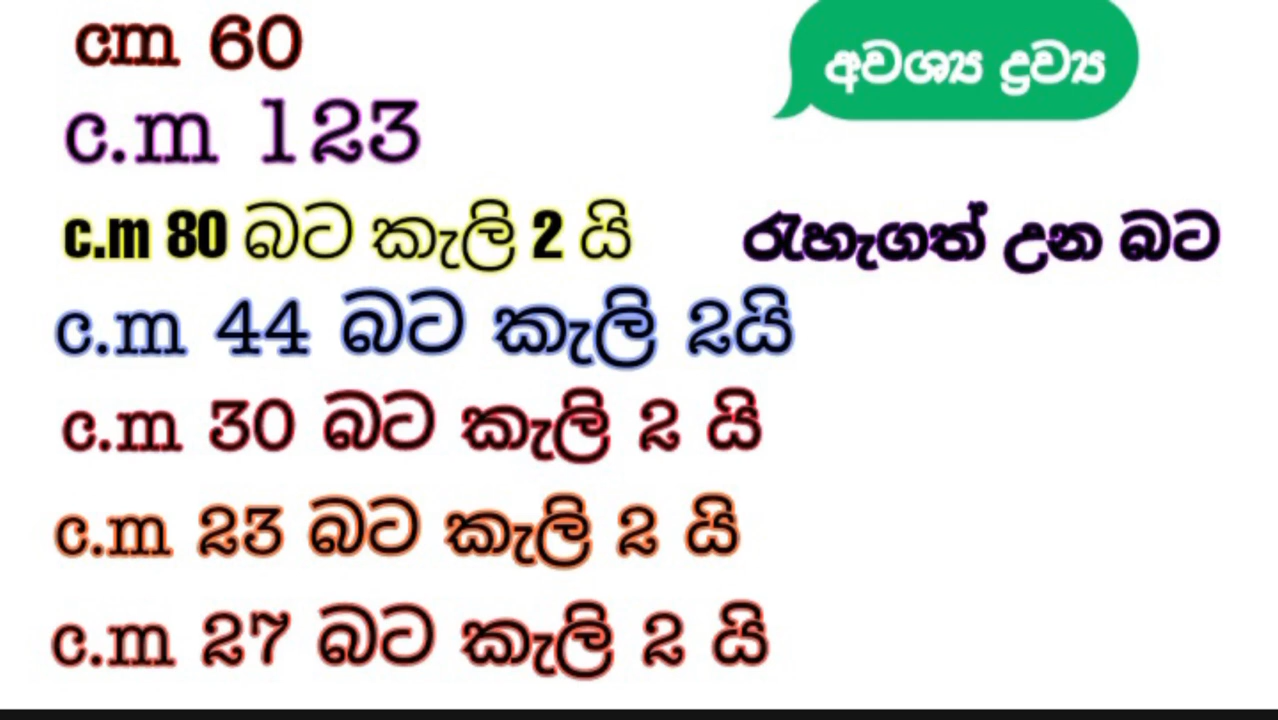 අවශ්‍ය ද්‍රව්‍ය
cm 60
c.m 123
c.m 80 බට කැලි 2 යි
රැහැගත් උන බට
c.m 44 බට කැලි 2යි
c.m 30 බට කැලි 2 යි
c.m 23 බට කැලි 2 යි
c.m 27 බට කැලි 2 යි